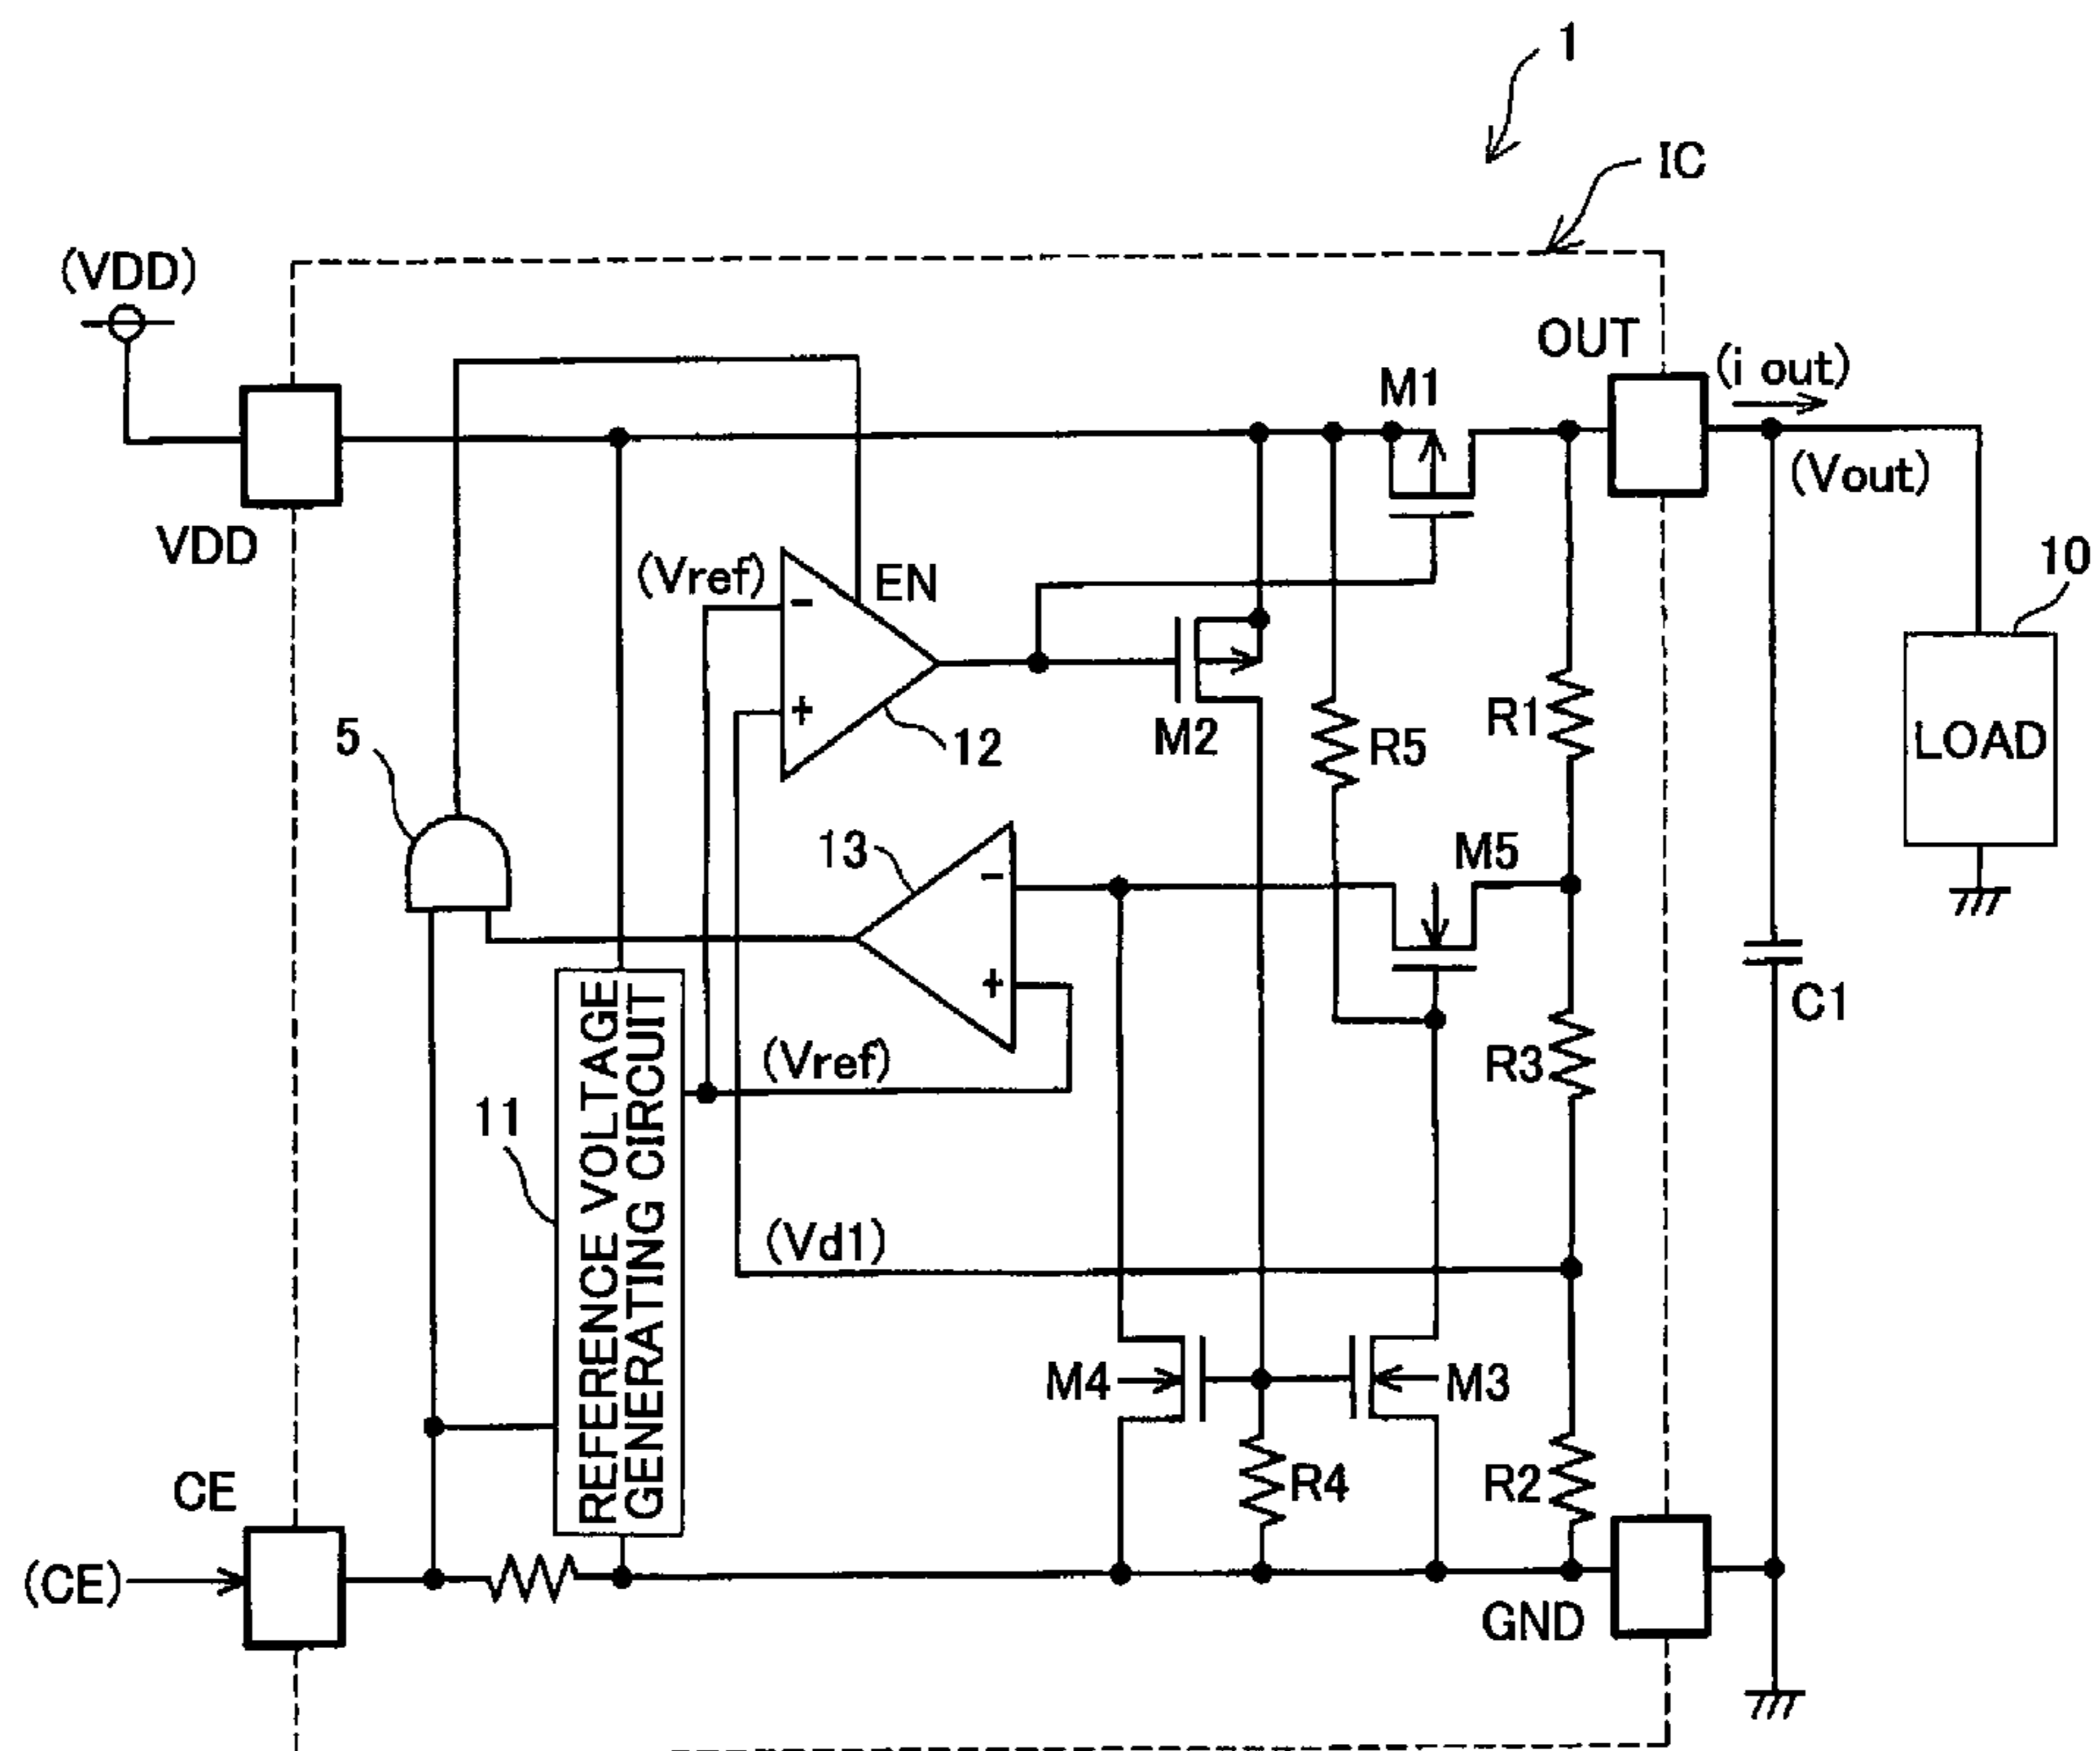 1
IC
(VDD)
OUT
(i out)
M1
(Vout)
VDD
(Vref)
EN
10
-
+
12
M2
R5
R1
LOAD
5
13
-
M5
+
C1
(Vref)
R3
11
REFERENCE VOLTAGE
GENERATING CIRCUIT
(Vd1)
M4
M3
CE
R4
R2
(CE)
GND